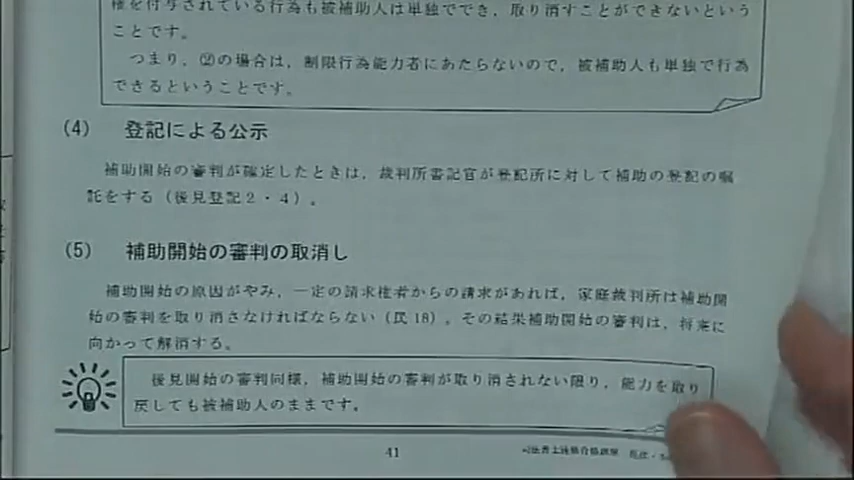 権を付与されている行為も被補助人は単独ででき，取り消すことができないという
ことです。
つまり，②の場合は，制限行為能力者にあたらないので，被補助人も単独で行為
できるということです。
(4) 登記による公示
補助開始の審判が確定したときは，裁判所書記官が登記所に対して補助の登記の嘱
託をする（後見登記２・４）。
(5) 補助開始の審判の取消し
補助開始の原因がやみ，一定の請求権者からの請求があれば，家庭裁判所は補助開
始の審判を取り消さなければならない（民18）。その結果補助開始の審判は，将来に
向かって解消する。
後見開始の審判同様，補助開始の審判が取り消されない限り，能力を取り
戻しても被補助人のままです。
41